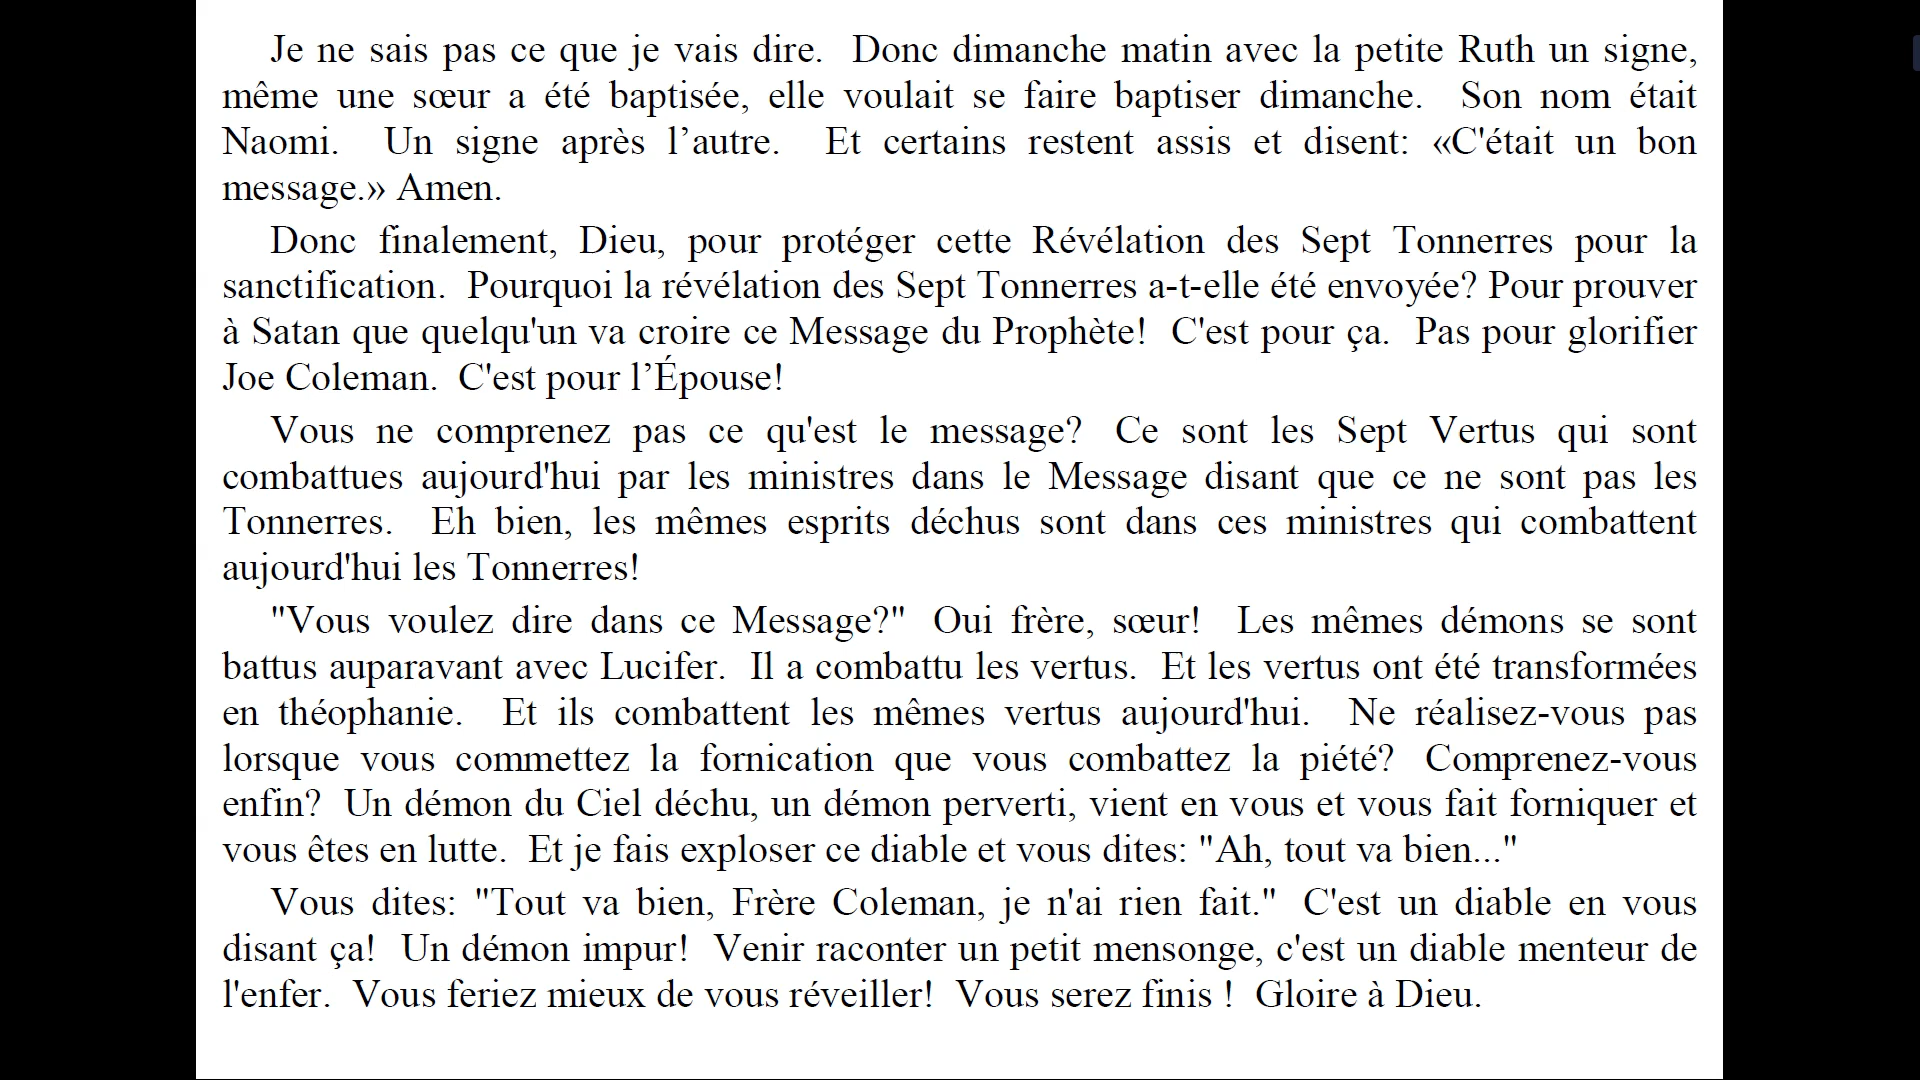 Je ne sais pas ce que je vais dire.  Donc dimanche matin avec la petite Ruth un signe,
même une sœur a été baptisée, elle voulait se faire baptiser dimanche.  Son nom était
Naomi.  Un signe après l’autre.  Et certains restent assis et disent: «C'était un bon
message.» Amen.
Donc finalement, Dieu, pour protéger cette Révélation des Sept Tonnerres pour la
sanctification.  Pourquoi la révélation des Sept Tonnerres a-t-elle été envoyée? Pour prouver
à Satan que quelqu'un va croire ce Message du Prophète!  C'est pour ça.  Pas pour glorifier
Joe Coleman.  C'est pour l’Épouse!
Vous ne comprenez pas ce qu'est le message?  Ce sont les Sept Vertus qui sont
combattues aujourd'hui par les ministres dans le Message disant que ce ne sont pas les
Tonnerres.  Eh bien, les mêmes esprits déchus sont dans ces ministres qui combattent
aujourd'hui les Tonnerres!
"Vous voulez dire dans ce Message?"  Oui frère, sœur!  Les mêmes démons se sont
battus auparavant avec Lucifer.  Il a combattu les vertus.  Et les vertus ont été transformées
en théophanie.  Et ils combattent les mêmes vertus aujourd'hui.  Ne réalisez-vous pas
lorsque vous commettez la fornication que vous combattez la piété?  Comprenez-vous
enfin?  Un démon du Ciel déchu, un démon perverti, vient en vous et vous fait forniquer et
vous êtes en lutte.  Et je fais exploser ce diable et vous dites: "Ah, tout va bien..."
Vous dites: "Tout va bien, Frère Coleman, je n'ai rien fait."  C'est un diable en vous
disant ça!  Un démon impur!  Venir raconter un petit mensonge, c'est un diable menteur de
l'enfer.  Vous feriez mieux de vous réveiller!  Vous serez finis !  Gloire à Dieu.